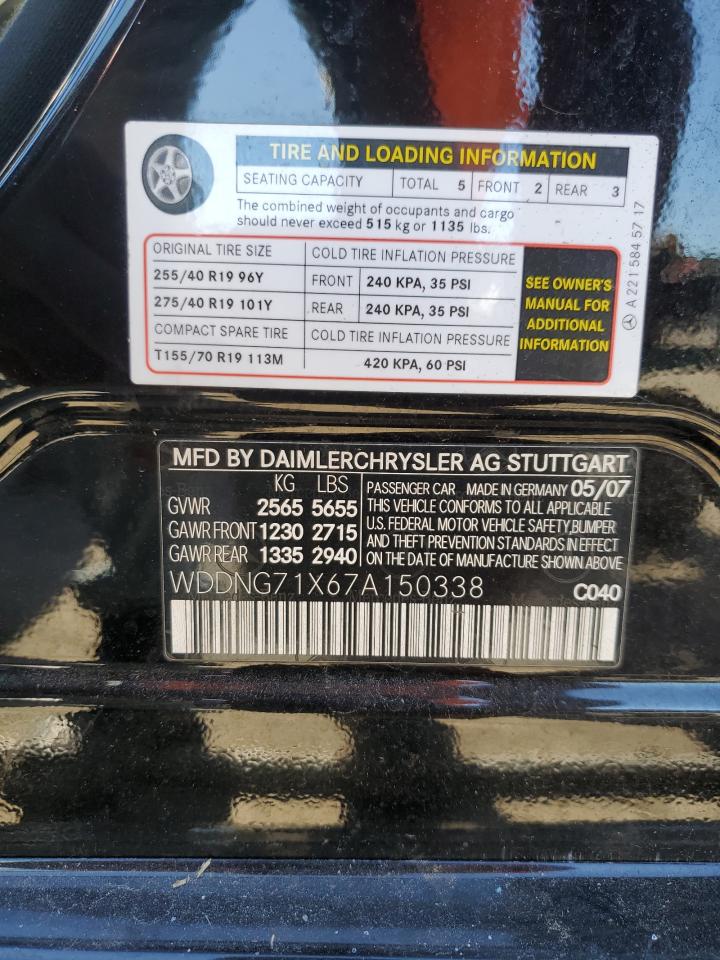 TIRE AND LOADING INFORMATION
SEATING CAPACITY TOTAL 5 FRONT 2 REAR 3
The combined weight of occupants and cargo
should never exceed 515 kg or 1135 lbs.
ORIGINAL TIRE SIZE COLD TIRE INFLATION PRESSURE
255/40 R19 96Y FRONT 240 KPA, 35 PSI
275/40 R19 101Y REAR 240 KPA, 35 PSI
COMPACT SPARE TIRE COLD TIRE INFLATION PRESSURE
T155/70 R19 113M 420 KPA, 60 PSI
SEE OWNER'S
MANUAL FOR
ADDITIONAL
INFORMATION
A 221 584 57 17
MFD BY DAIMLERCHRYSLER AG STUTTGART
KG LBS
GVWR 2565 5655
GAWR FRONT 1230 2715
GAWR REAR 1335 2940
PASSENGER CAR MADE IN GERMANY 05/07
THIS VEHICLE CONFORMS TO ALL APPLICABLE
U.S. FEDERAL MOTOR VEHICLE SAFETY, BUMPER
AND THEFT PREVENTION STANDARDS IN EFFECT
ON THE DATE OF MANUFACTURE SHOWN ABOVE
WDDNG71X67A150338 C040